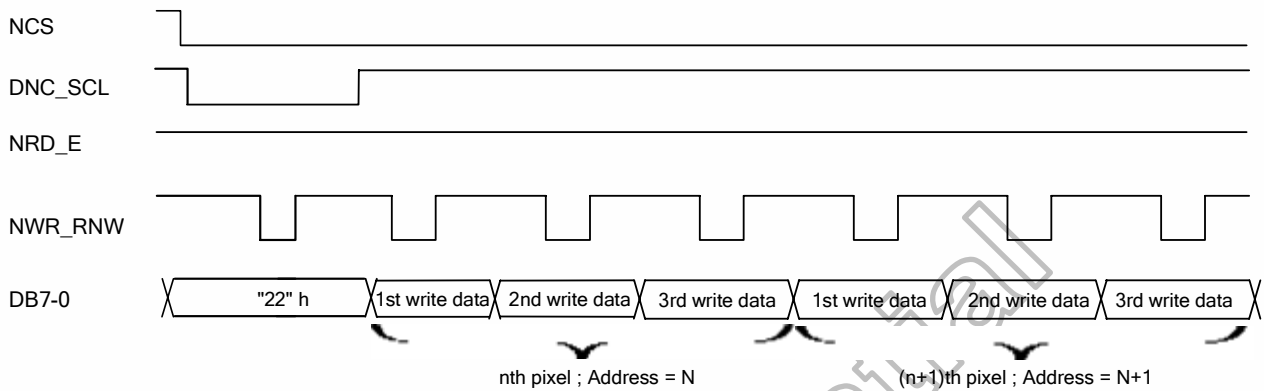 NCS
DNC_SCL
NRD_E
NWR_RNW
DB7-0 "22" h 1st write data 2nd write data 3rd write data 1st write data 2nd write data 3rd write data
nth pixel ; Address = N (n+1)th pixel ; Address = N+1